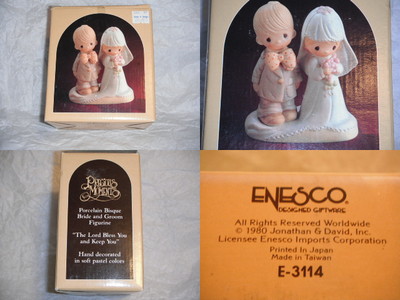 PRECIOUS
MOMENTS
Porcelain Bisque
Bride and Groom
Figurine
"The Lord Bless You
and Keep You"
Hand decorated
in soft pastel colors
ENESCO
DESIGNED GIFTWARE
All Rights Reserved Worldwide
© 1980 Jonathan & David, Inc.
Licensee Enesco Imports Corporation
Printed in Japan
Made in Taiwan
E-3114